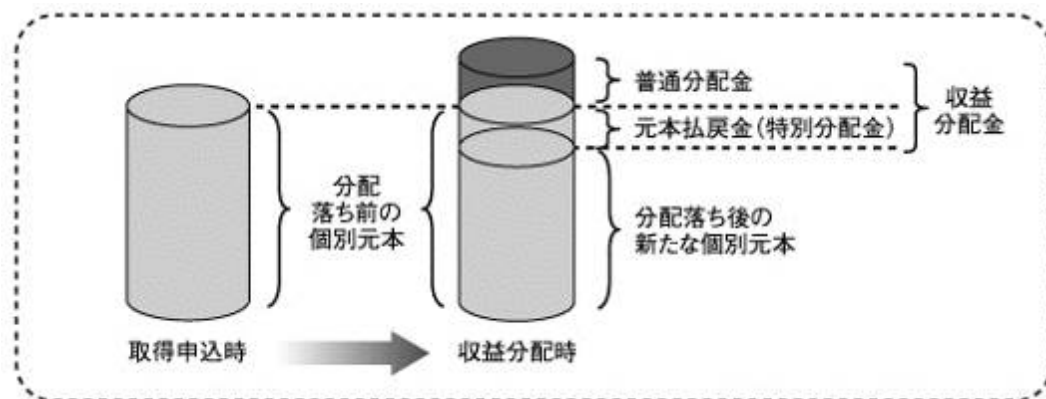 普通分配金
元本払戻金(特別分配金)
収益
分配金
分配
落ち前の
個別元本
分配落ち後の
新たな個別元本
取得申込時
収益分配時